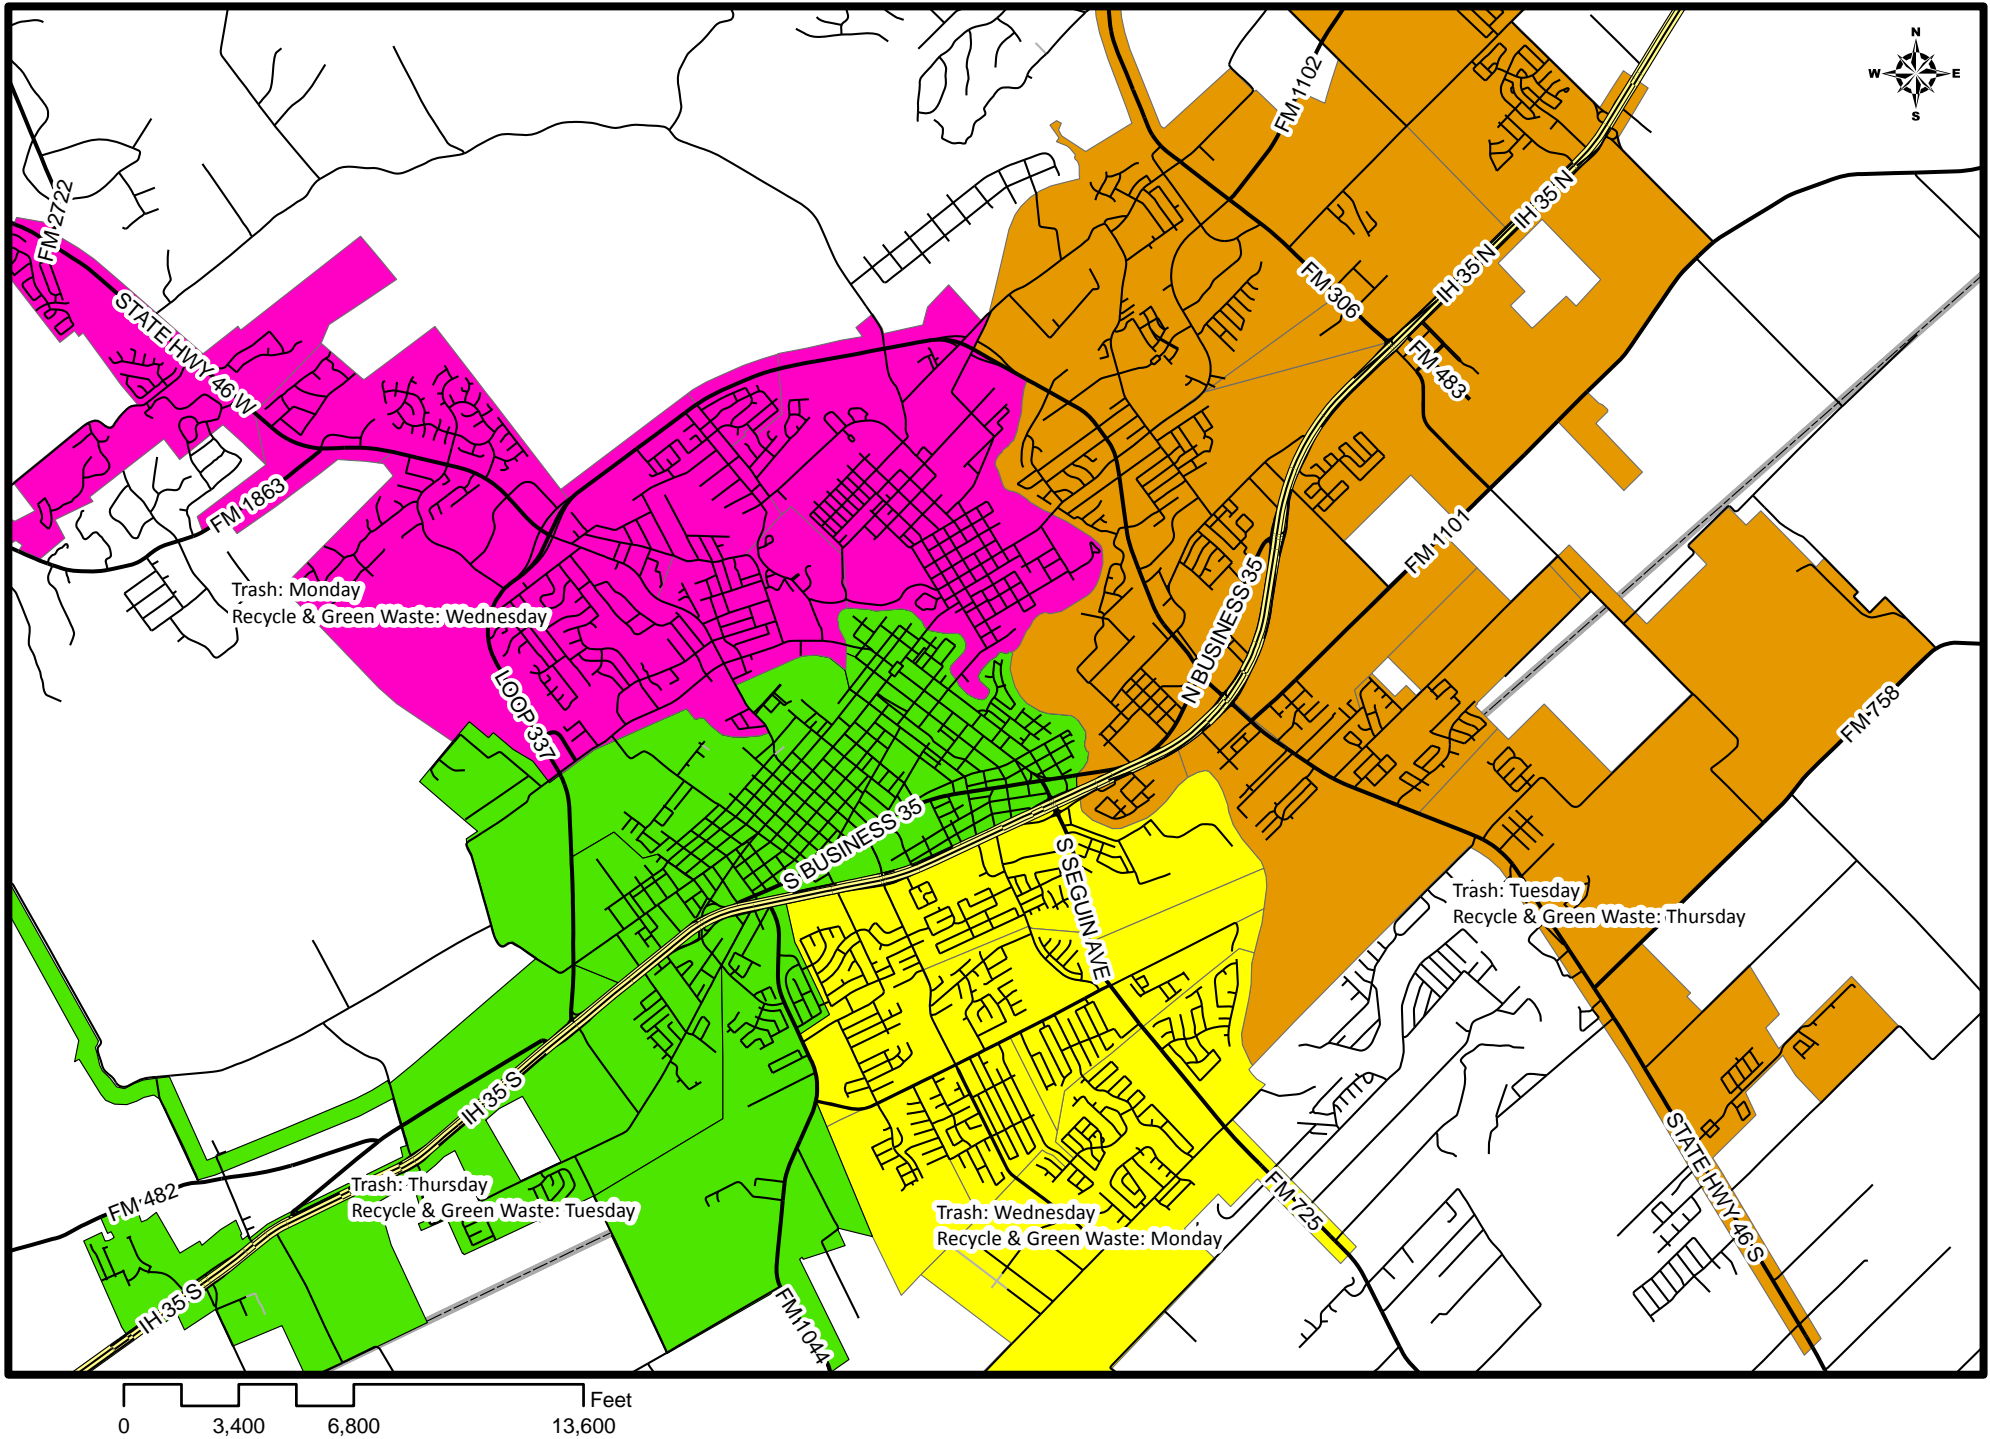 N
W E
S
FM 1102
FM 2722
IH 35 N
IH 35 N
FM 306
STATE HWY 46 W
FM 483
FM 1863
FM 1101
N BUSINESS 35
Trash: Monday
Recycle & Green Waste: Wednesday
LOOP 337
FM 758
S BUSINESS 35
S SEGUIN AVE
Trash: Tuesday
Recycle & Green Waste: Thursday
IH 35 S
STATE HWY 46 S
FM 482
Trash: Thursday
Recycle & Green Waste: Tuesday
Trash: Wednesday
Recycle & Green Waste: Monday
FM 725
IH 35 S
FM 1044
Feet
0 3,400 6,800 13,600